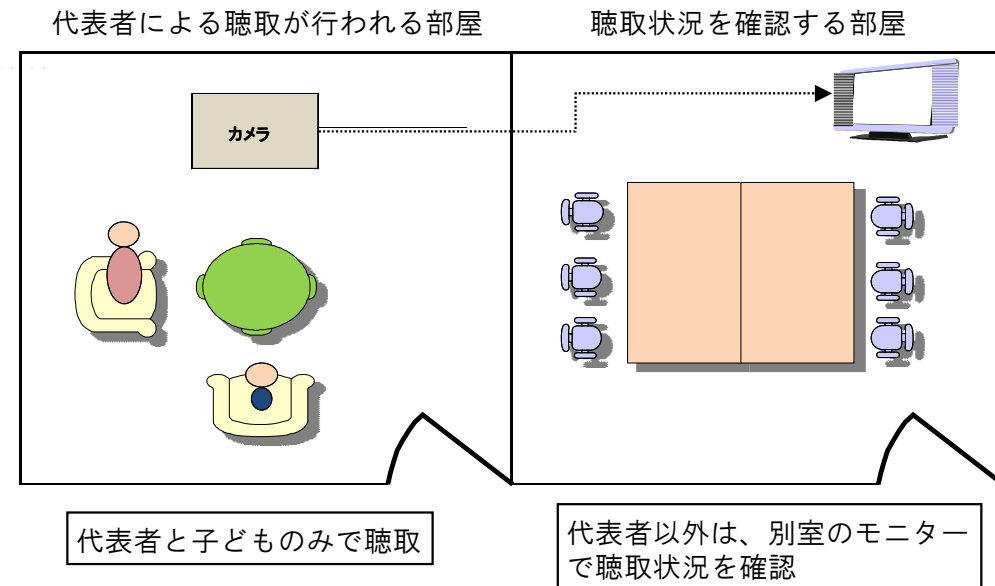 代表者による聴取が行われる部屋
聴取状況を確認する部屋
カメラ
代表者と子どものみで聴取
代表者以外は、別室のモニター
で聴取状況を確認